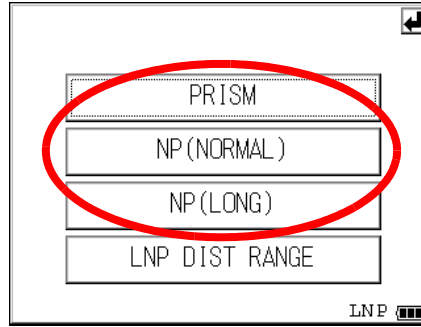 PRISM
NP(NORMAL)
NP(LONG)
LNP DIST RANGE
LNP